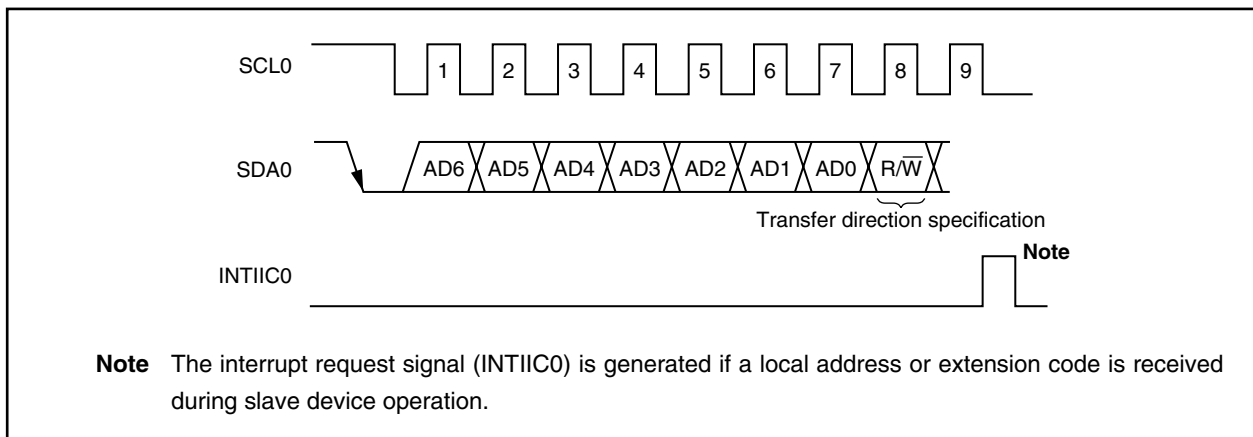 SCL0 1 2 3 4 5 6 7 8 9
SDA0 AD6 AD5 AD4 AD3 AD2 AD1 AD0 R/W̅
Transfer direction specification
Note
INTIIC0
Note The interrupt request signal (INTIIC0) is generated if a local address or extension code is received
during slave device operation.